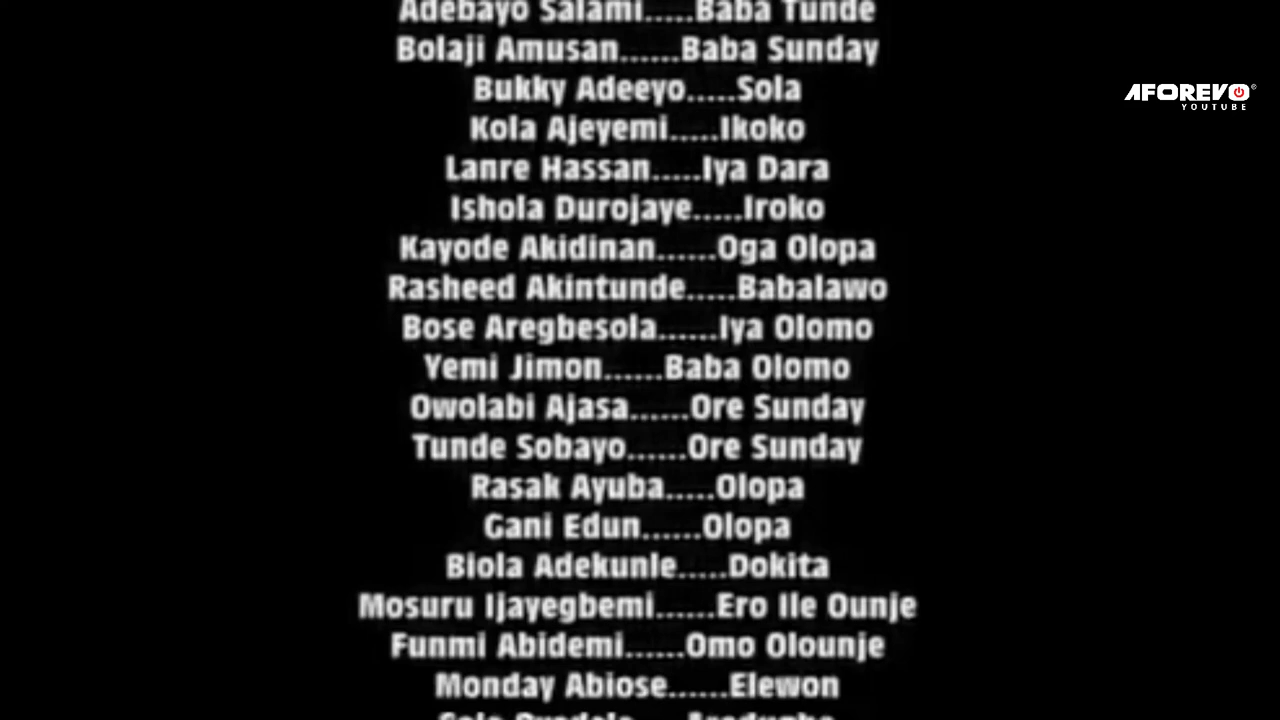 Adebayo Salami.....Baba Tunde
Bolaji Amusan......Baba Sunday
Bukky Adeeyo.....Sola
AFOREVO
YOUTUBE
Kola Ajeyemi.....Ikoko
Lanre Hassan.....Iya Dara
Ishola Durojaye.....Iroko
Kayode Akidinan......Oga Olopa
Rasheed Akintunde.....Babalawo
Bose Aregbesola......Iya Olomo
Yemi Jimon......Baba Olomo
Owolabi Ajasa......Ore Sunday
Tunde Sobayo......Ore Sunday
Rasak Ayuba.....Olopa
Gani Edun......Olopa
Biola Adekunle.....Dokita
Mosuru Ijayegbemi......Ero Ile Ounje
Funmi Abidemi......Omo Olounje
Monday Abiose......Elewon